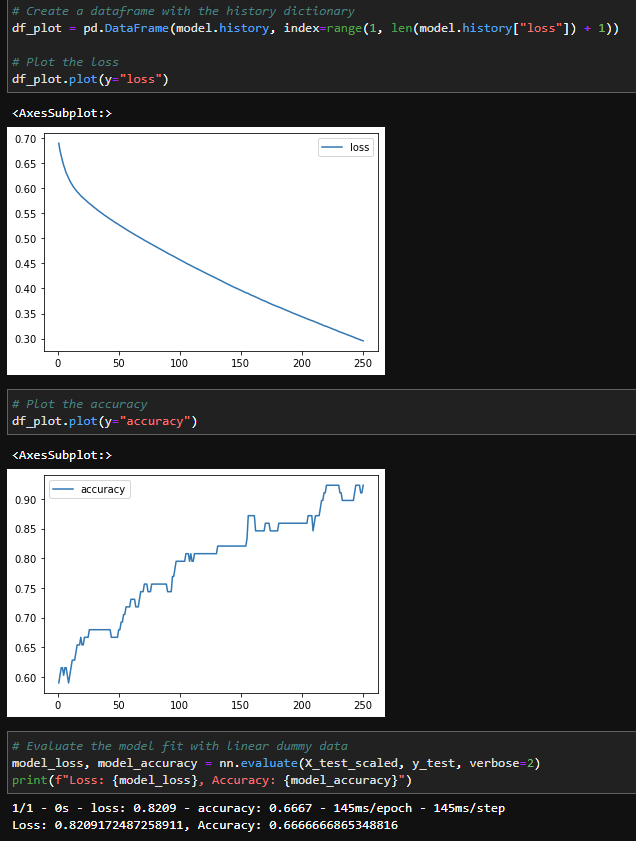 # Create a dataframe with the history dictionary
df_plot = pd.DataFrame(model.history, index=range(1, len(model.history["loss"]) + 1))
# Plot the loss
df_plot.plot(y="loss")
<AxesSubplot:>
loss
0.70
0.65
0.60
0.55
0.50
0.45
0.40
0.35
0.30
0 50 100 150 200 250
# Plot the accuracy
df_plot.plot(y="accuracy")
<AxesSubplot:>
accuracy
0.90
0.85
0.80
0.75
0.70
0.65
0.60
0 50 100 150 200 250
# Evaluate the model fit with linear dummy data
model_loss, model_accuracy = nn.evaluate(X_test_scaled, y_test, verbose=2)
print(f"Loss: {model_loss}, Accuracy: {model_accuracy}")
1/1 - 0s - loss: 0.8209 - accuracy: 0.6667 - 145ms/epoch - 145ms/step
Loss: 0.8209172487258911, Accuracy: 0.6666666865348816